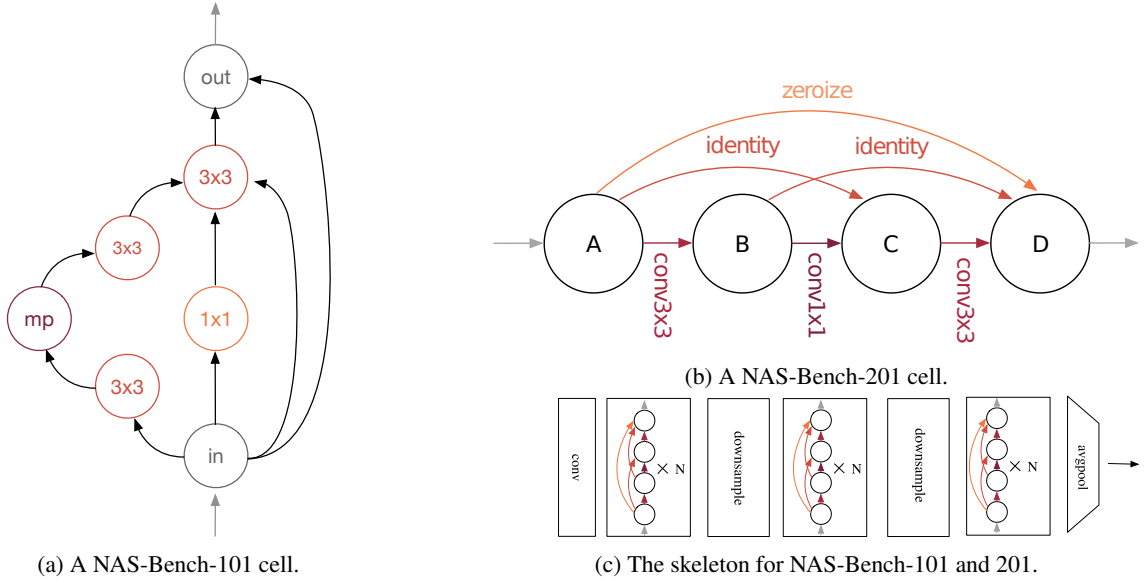 out
3x3
3x3
mp
1x1
3x3
in
(a) A NAS-Bench-101 cell.
zeroize
identity identity
A B C D
conv3x3 conv1x1 conv3x3
(b) A NAS-Bench-201 cell.
conv
× N
downsample
× N
downsample
× N
avgpool
(c) The skeleton for NAS-Bench-101 and 201.